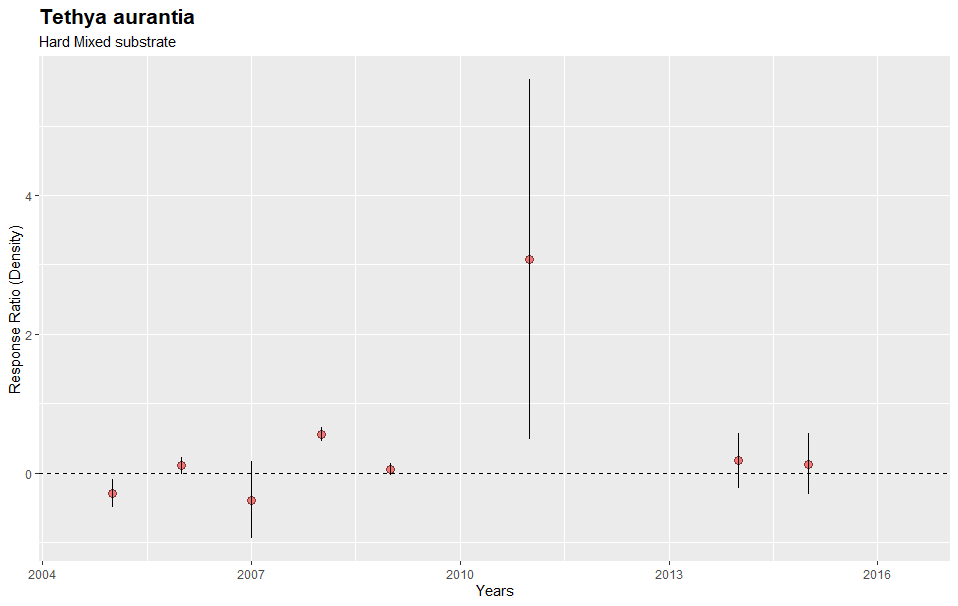 Tethya aurantia
Hard Mixed substrate
Response Ratio (Density)
4
2
0
2004 2007 2010 2013 2016
Years